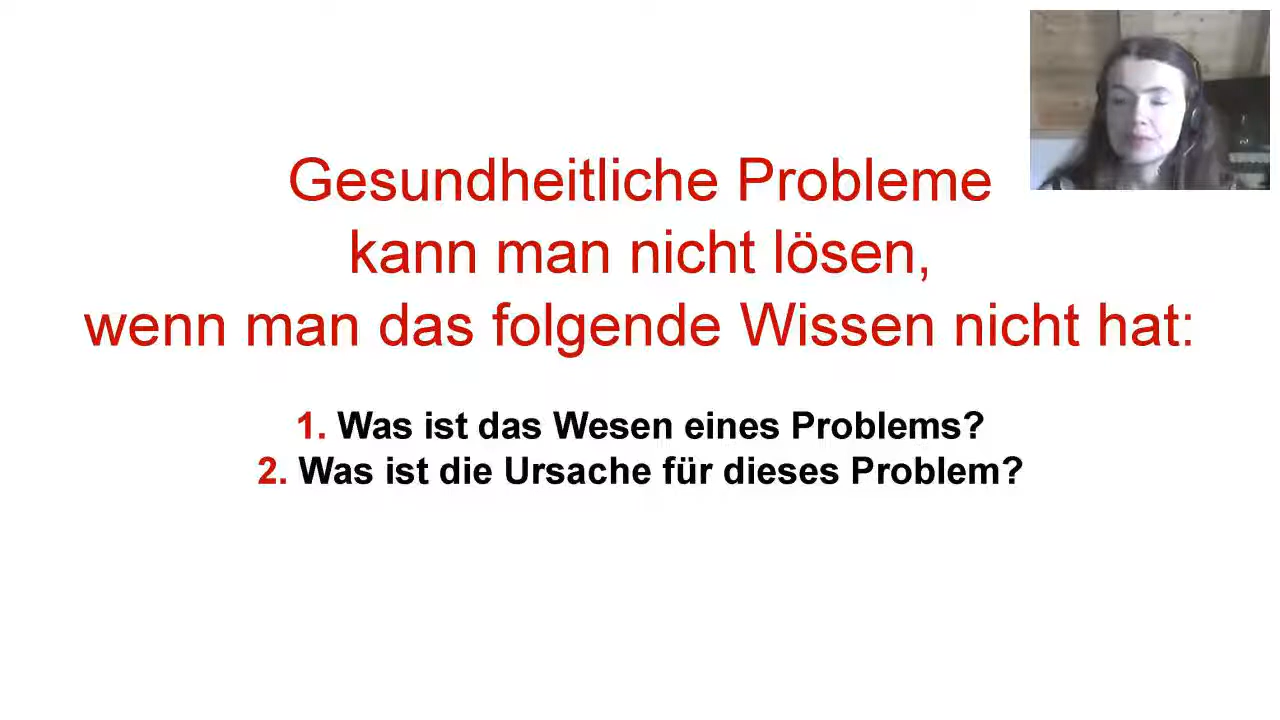 Gesundheitliche Probleme
kann man nicht lösen,
wenn man das folgende Wissen nicht hat:
1. Was ist das Wesen eines Problems?
2. Was ist die Ursache für dieses Problem?